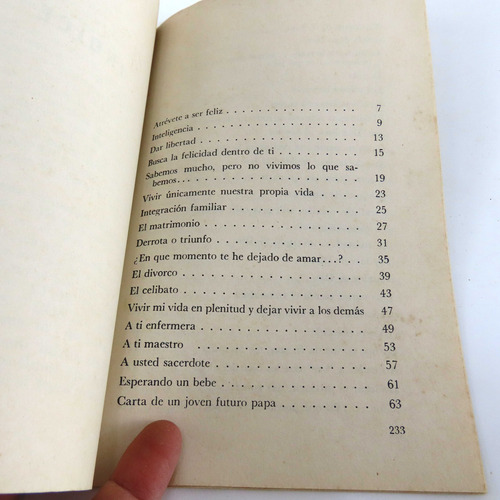 Atrévete a ser feliz . . . . . . . . . . . . . . . . 7
Inteligencia . . . . . . . . . . . . . . . . . . . . 9
Dar libertad . . . . . . . . . . . . . . . . . . . . 13
Busca la felicidad dentro de ti . . . . . . . . . . 15
Sabemos mucho, pero no vivimos lo que sa-
bemos. . . . . . . . . . . . . . . . . . . . . . . 19
Vivir únicamente nuestra propia vida . . . . . . . 23
Integración familiar . . . . . . . . . . . . . . . 25
El matrimonio . . . . . . . . . . . . . . . . . . 27
Derrota o triunfo . . . . . . . . . . . . . . . . 31
¿En que momento te he dejado de amar...? . . 35
El divorco . . . . . . . . . . . . . . . . . . . . 39
El celibato . . . . . . . . . . . . . . . . . . . 43
Vivir mi vida en plenitud y dejar vivir a los demás 47
A ti enfermera . . . . . . . . . . . . . . . . . . 49
A ti maestro . . . . . . . . . . . . . . . . . . 53
A usted sacerdote . . . . . . . . . . . . . . . . 57
Esperando un bebe . . . . . . . . . . . . . . . 61
Carta de un joven futuro papa . . . . . . . . . . 63
233